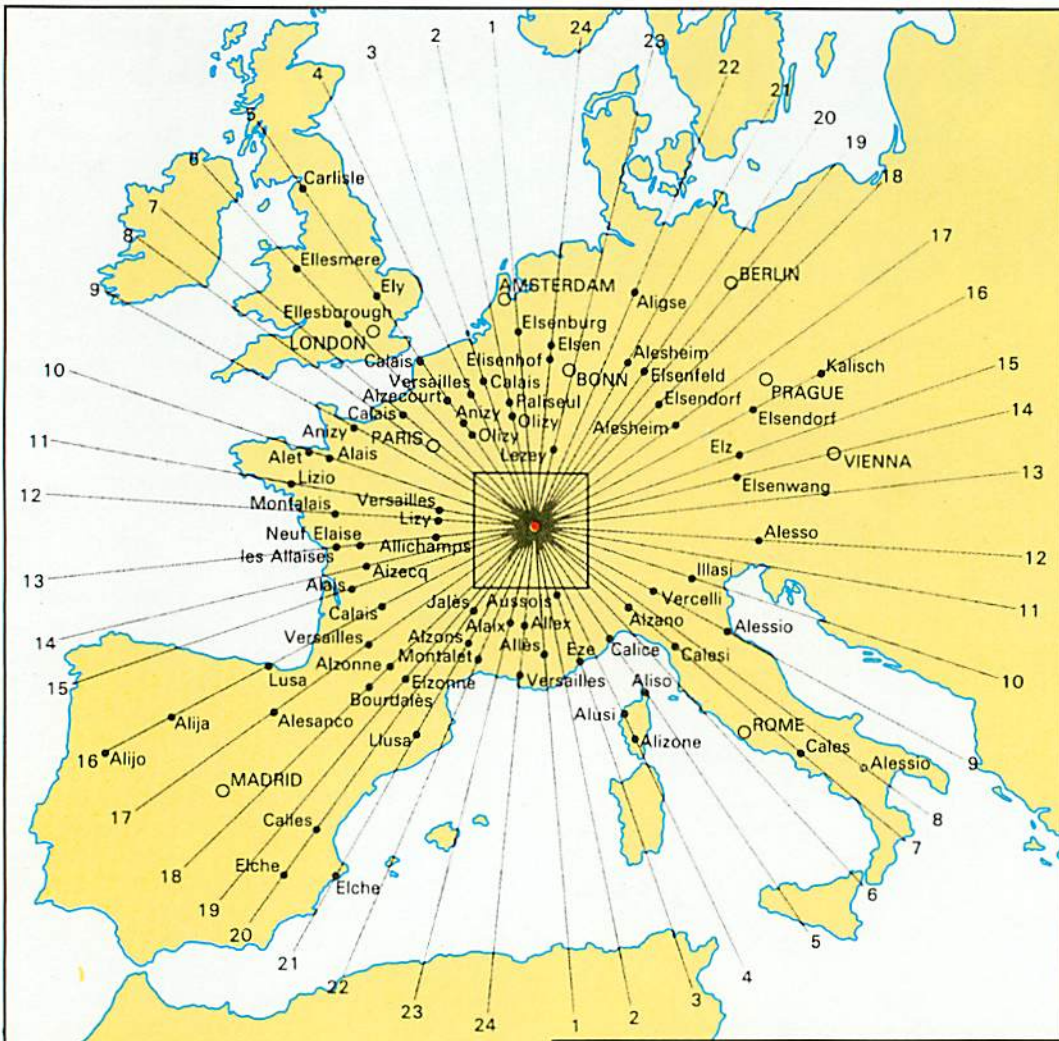 1
24
2
23
3
22
4
21
5
20
19
6
18
Carlisle
7
17
8
Ellesmere
BERLIN
9
Ely
AMSTERDAM
Aligse
16
Ellesborough
Elsenburg
LONDON
Elsen
15
Calais
Elisenhof
Alesheim
Kalisch
Versailles
Calais
BONN
Elsenfeld
PRAGUE
10
Alzecourt
Paliseul
Elsendorf
Elsendorf
14
Calais
Anizy
Olizy
Alesheim
Anizy
PARIS
Olizy
Lezey
Elz
VIENNA
11
Alet
Alais
Elsenwang
13
Lizio
12
Montalais
Versailles
Lizy
Neuf Elaise
Allichamps
Alesso
12
les Allaises
13
Aizecq
Illasi
Alais
Vercelli
11
Calais
Jalès
Aussois
Alzano
14
Versailles
Alzons
Alaix
Allex
Alessio
Alzonne
Montalet
Allès
Eze
Calice
Calesi
10
15
Lusa
Elzonne
Versailles
Aliso
Bourdalès
Alija
Alesanco
Alusi
Llusa
Alizone
ROME
16
Alijo
Cales
Alessio
9
MADRID
17
8
Calles
7
18
Elche
Elche
6
19
20
5
21
4
22
3
23
24
1
2